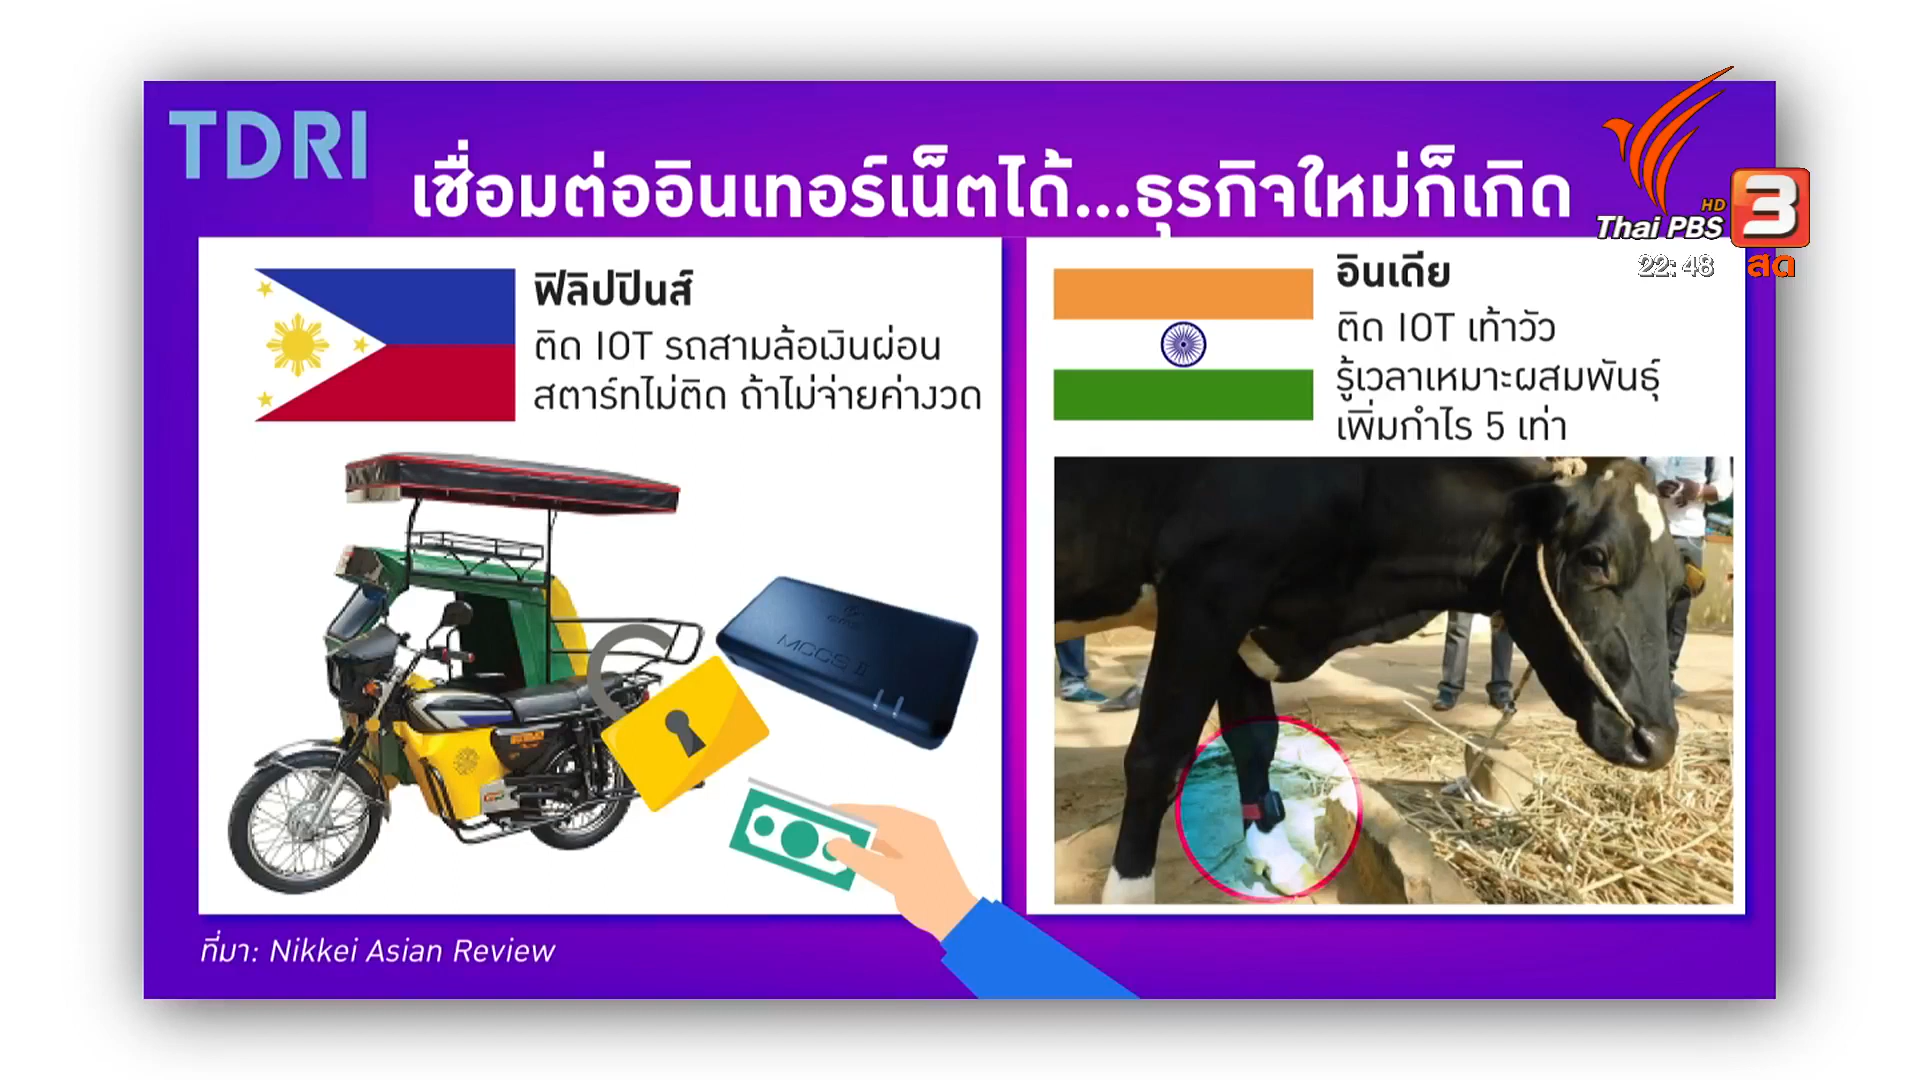 TDRI
เชื่อมต่ออินเทอร์เน็ตได้...ธุรกิจใหม่ก็เกิด
HD
Thai PBS 3
22:48 สด
ฟิลิปปินส์
ติด IOT รถสามล้อเงินผ่อน
สตาร์ทไม่ติด ถ้าไม่จ่ายค่างวด
อินเดีย
ติด IOT เท้าวัว
รู้เวลาเหมาะผสมพันธุ์
เพิ่มกำไร 5 เท่า
MCCS II
ที่มา: Nikkei Asian Review